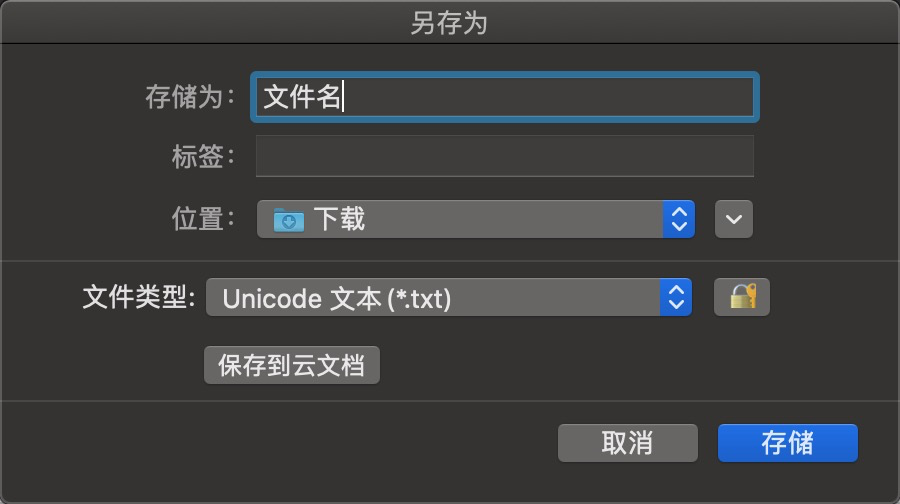 另存为
存储为：
文件名
标签：
位置：
下载
文件类型:
Unicode 文本 (*.txt)
保存到云文档
取消
存储